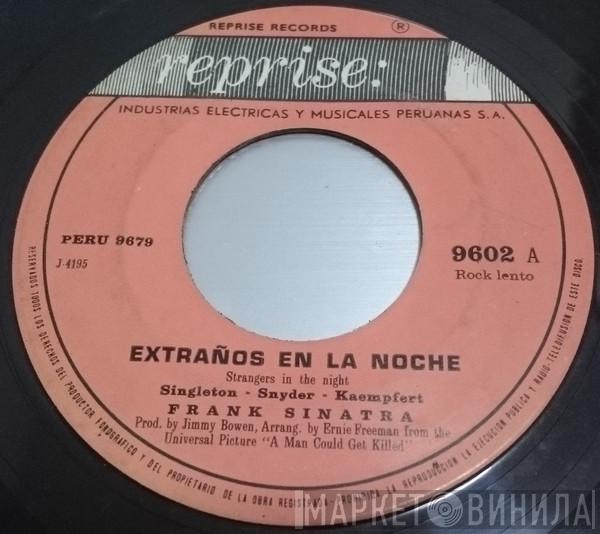 REPRISE RECORDS ®
reprise:
INDUSTRIAS ELECTRICAS Y MUSICALES PERUANAS S.A.
PERU 9679
J-4195
9602 A
Rock lento
EXTRAÑOS EN LA NOCHE
Strangers in the night
Singleton - Snyder - Kaempfert
FRANK SINATRA
Prod. by Jimmy Bowen, Arrang. by Ernie Freeman from the
Universal Picture "A Man Could Get Killed"
RESERVADOS TODOS LOS DERECHOS DEL PRODUCTOR FONOGRAFICO Y DEL PROPIETARIO DE LA OBRA REGISTRADA - PROHIBIDA LA REPRODUCCION LA EJECUCION PUBLICA Y RADIO-TELEDIFUSION DE ESTE DISCO.
МАРКЕТ ВИНИЛА